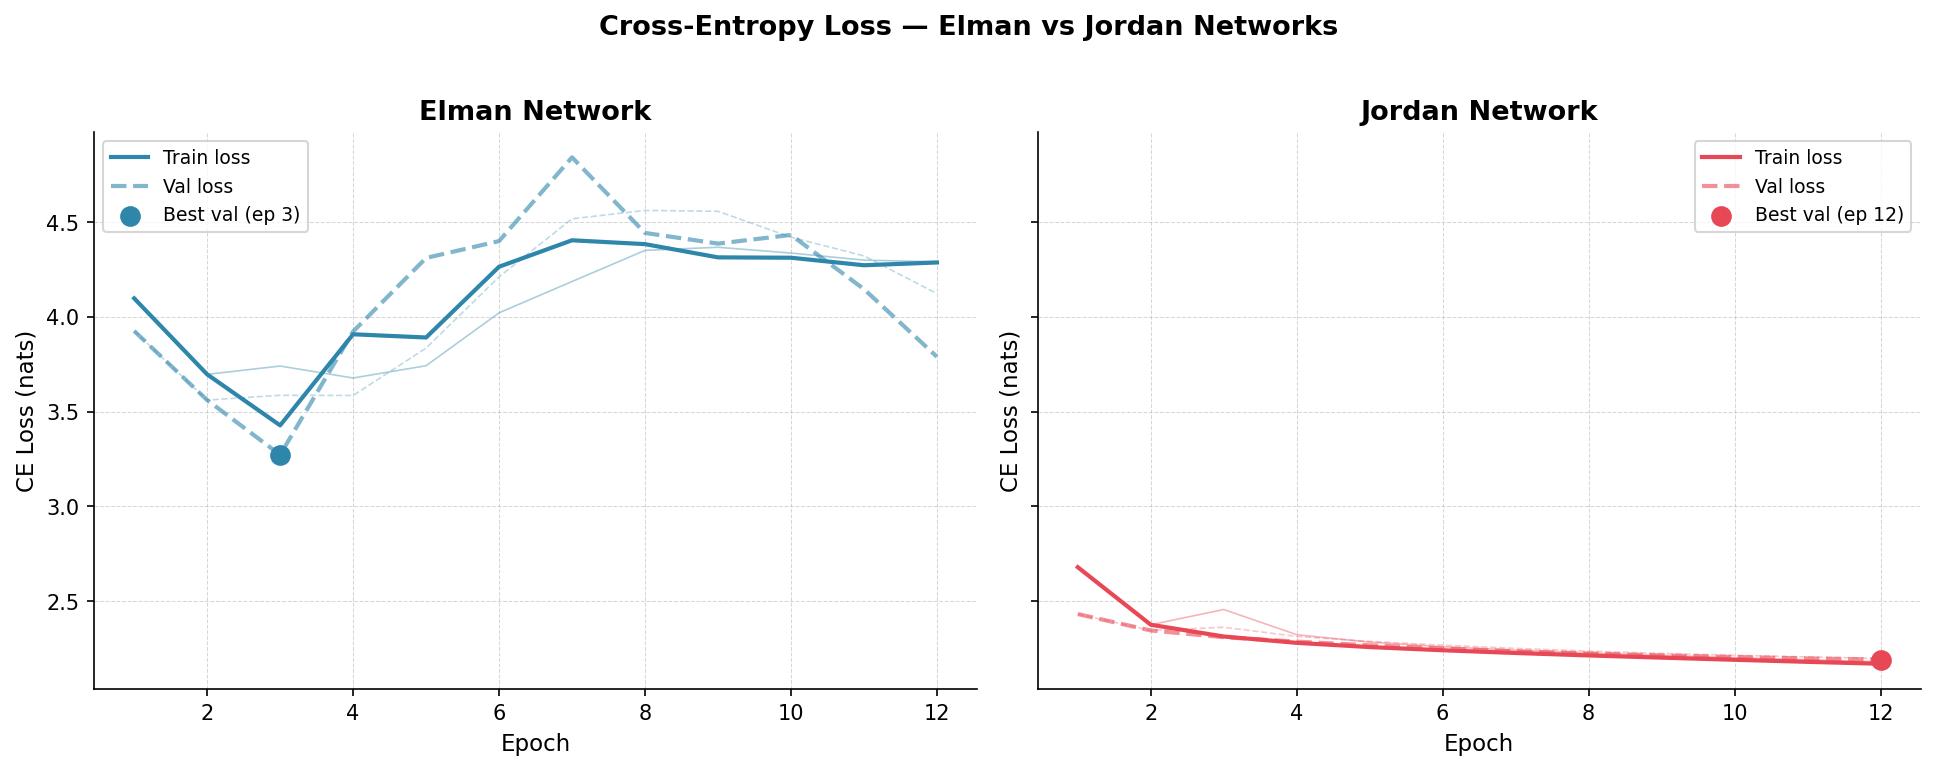 Cross-Entropy Loss — Elman vs Jordan Networks
Elman Network
Train loss
Val loss
Best val (ep 3)
4.5
4.0
3.5
3.0
2.5
CE Loss (nats)
2
4
6
8
10
12
Epoch
Jordan Network
Train loss
Val loss
Best val (ep 12)
CE Loss (nats)
2
4
6
8
10
12
Epoch